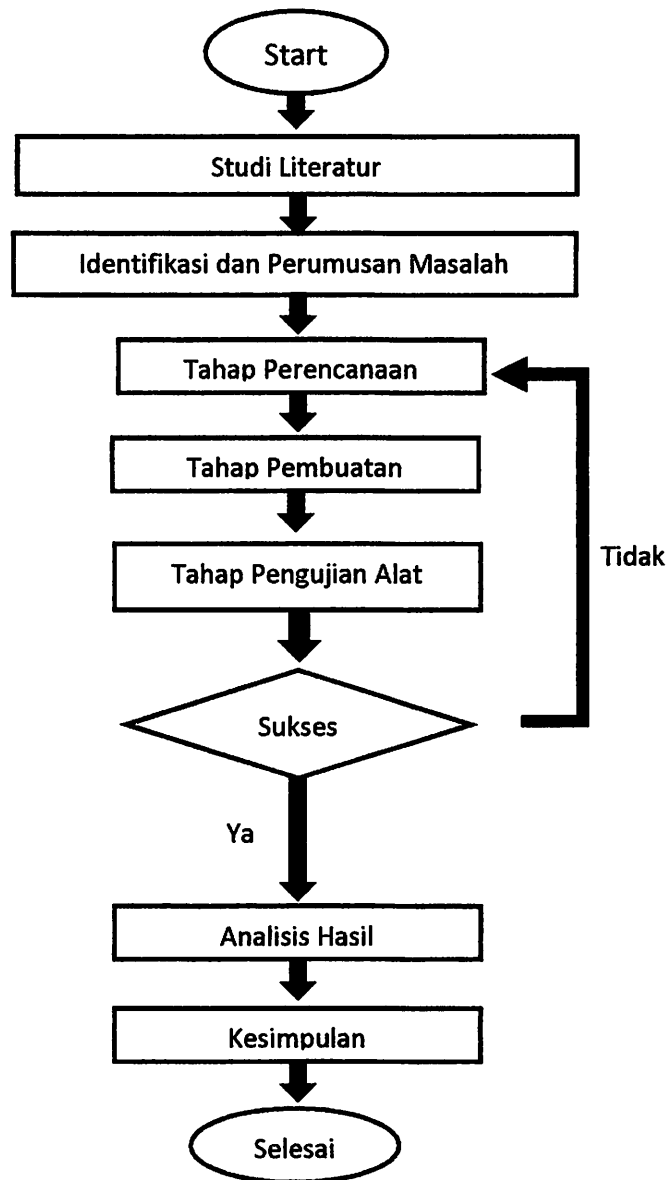 Start
Studi Literatur
Identifikasi dan Perumusan Masalah
Tahap Perencanaan
Tahap Pembuatan
Tahap Pengujian Alat
Tidak
Sukses
Ya
Analisis Hasil
Kesimpulan
Selesai